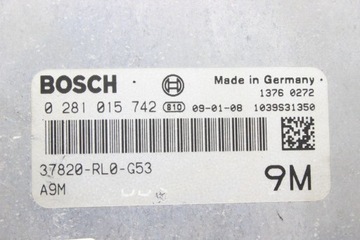 BOSCH Made in Germany
1376 0272
0 281 015 742 810 09-01-08 1039S31350
37820-RL0-G53
A9M 9M